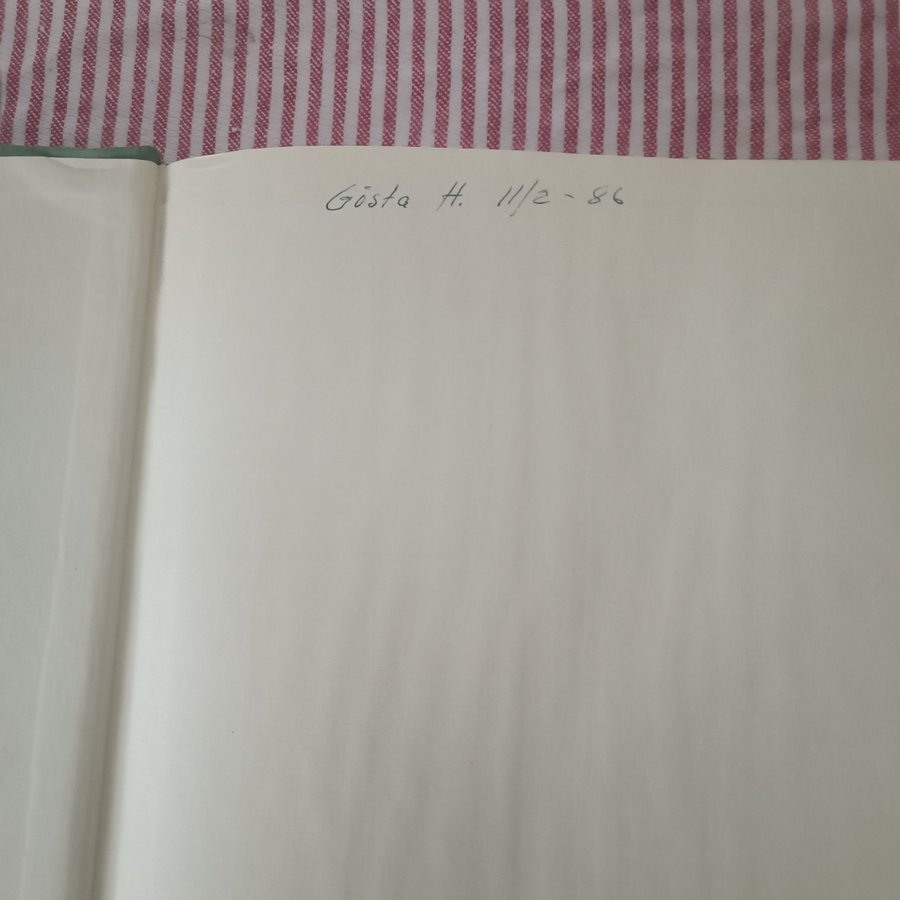 Gösta H. 11/2 - 86